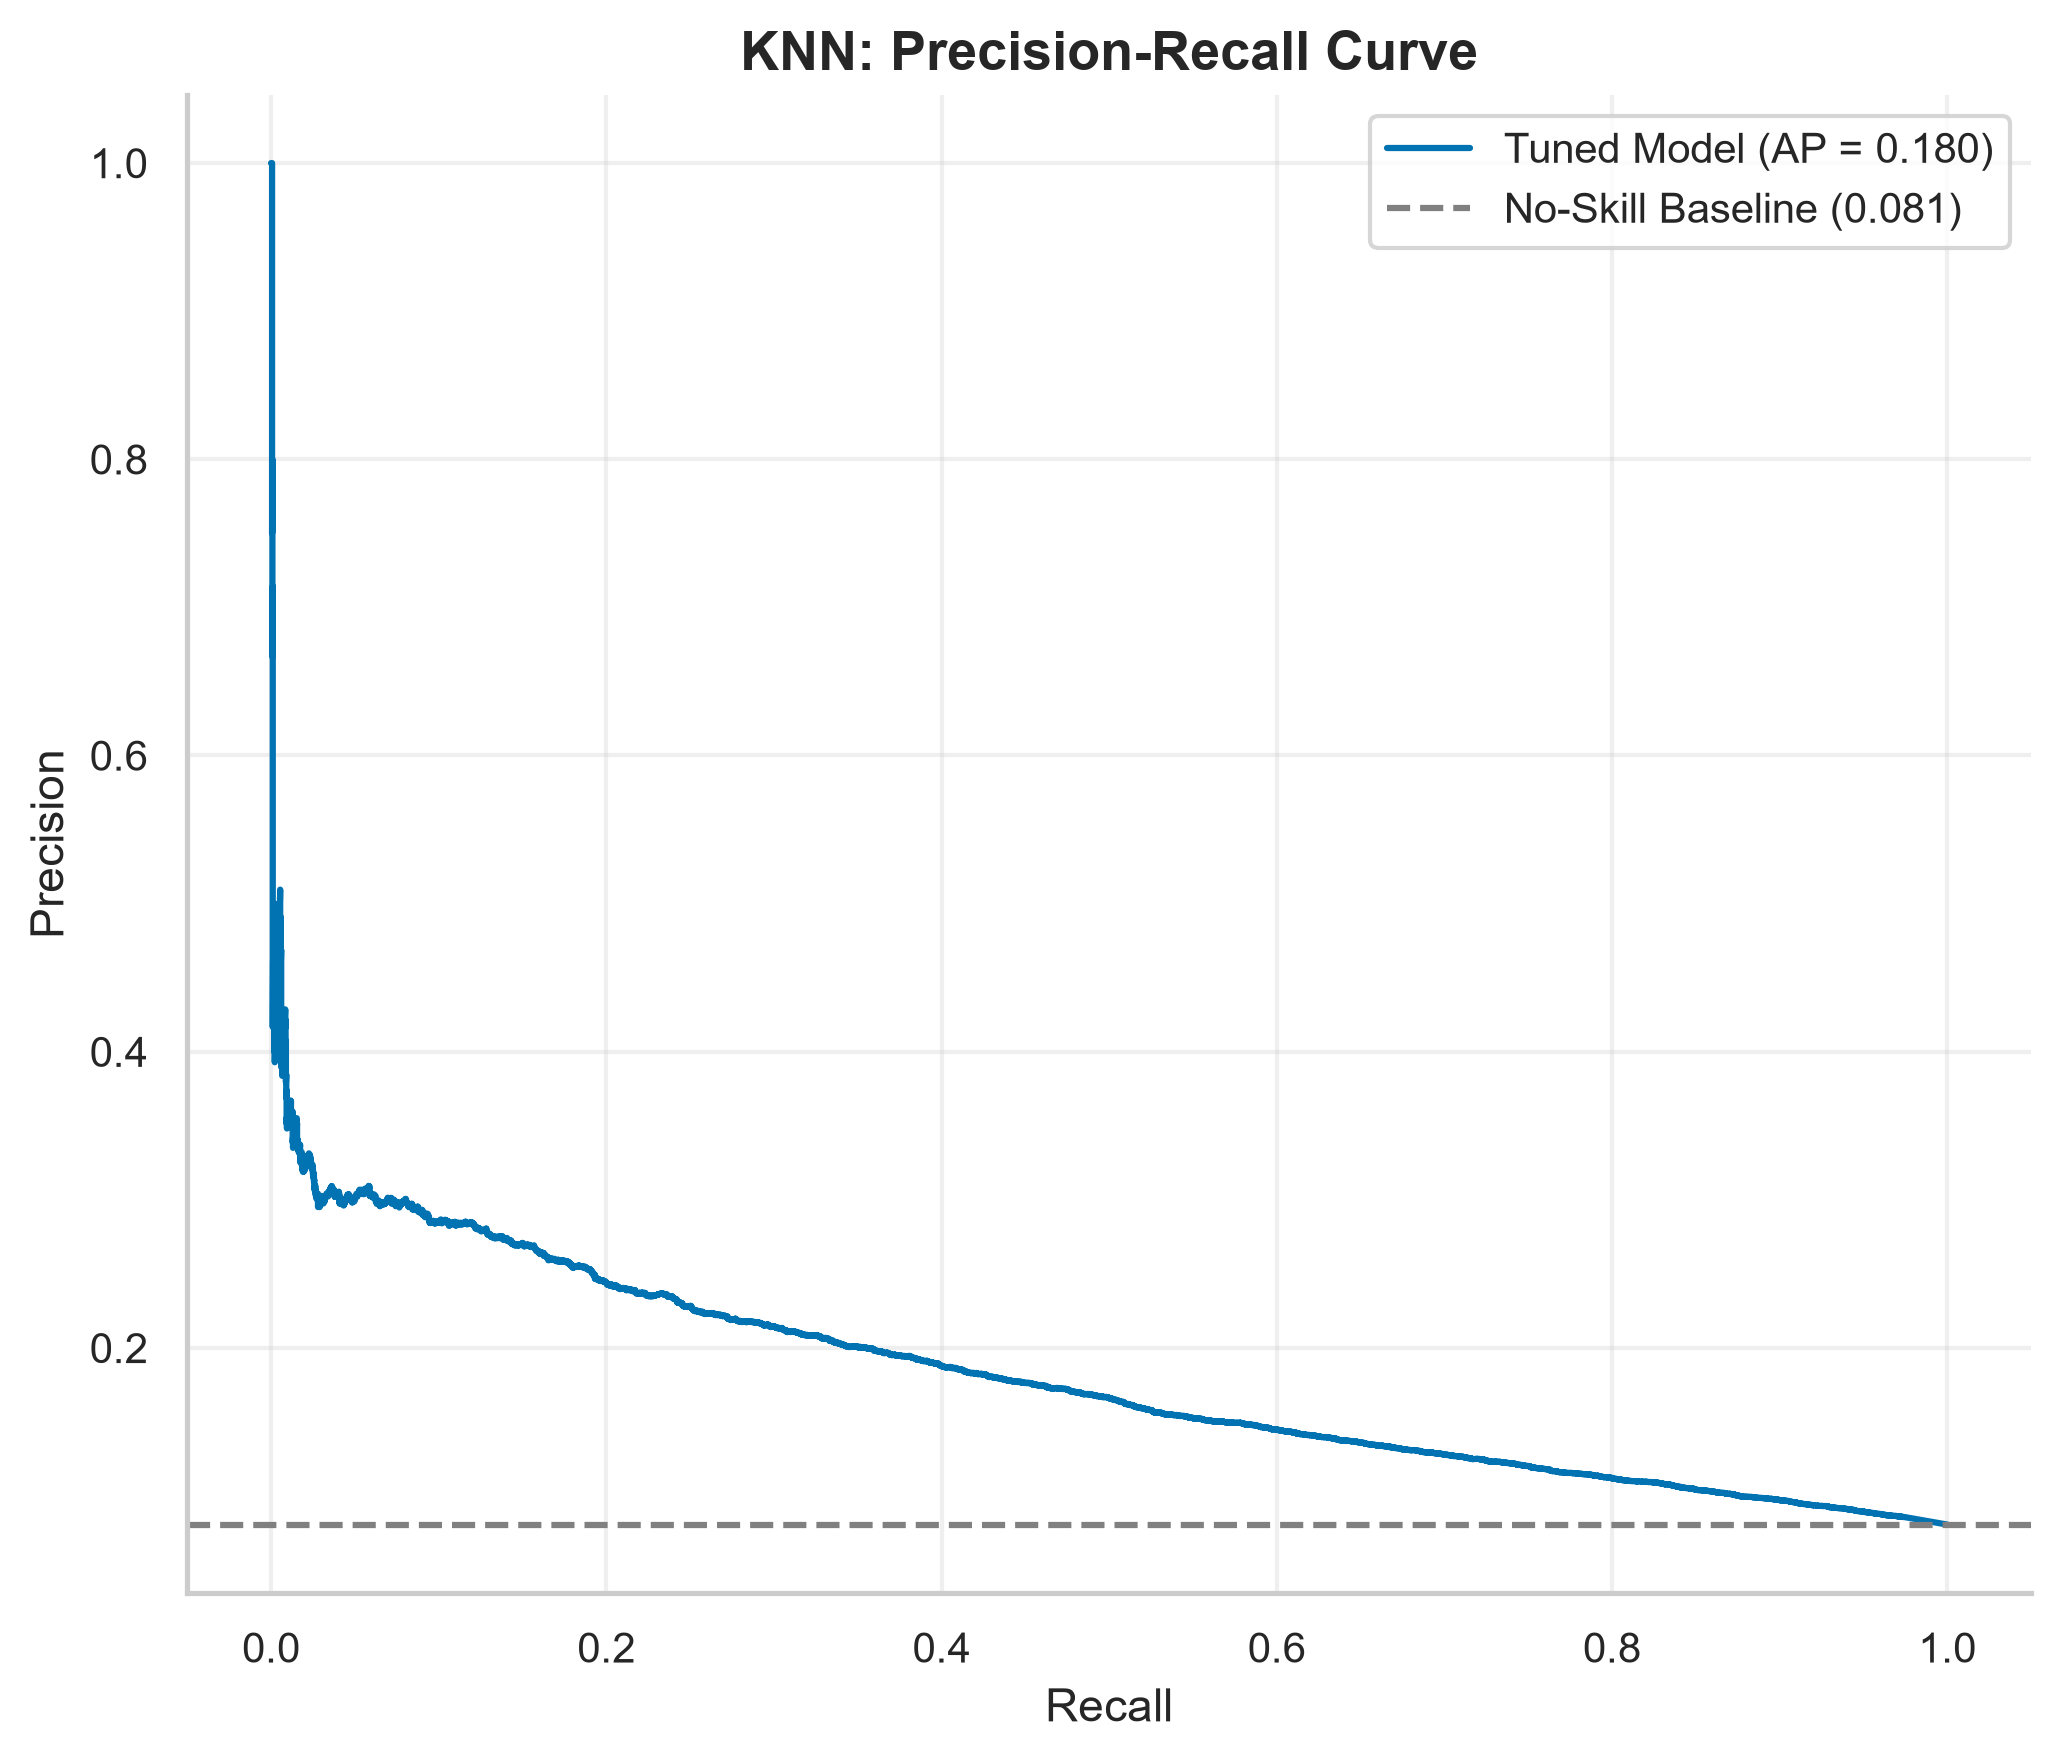 KNN: Precision-Recall Curve
Tuned Model (AP = 0.180)
No-Skill Baseline (0.081)
1.0
0.8
0.6
0.4
0.2
Precision
0.0 0.2 0.4 0.6 0.8 1.0
Recall